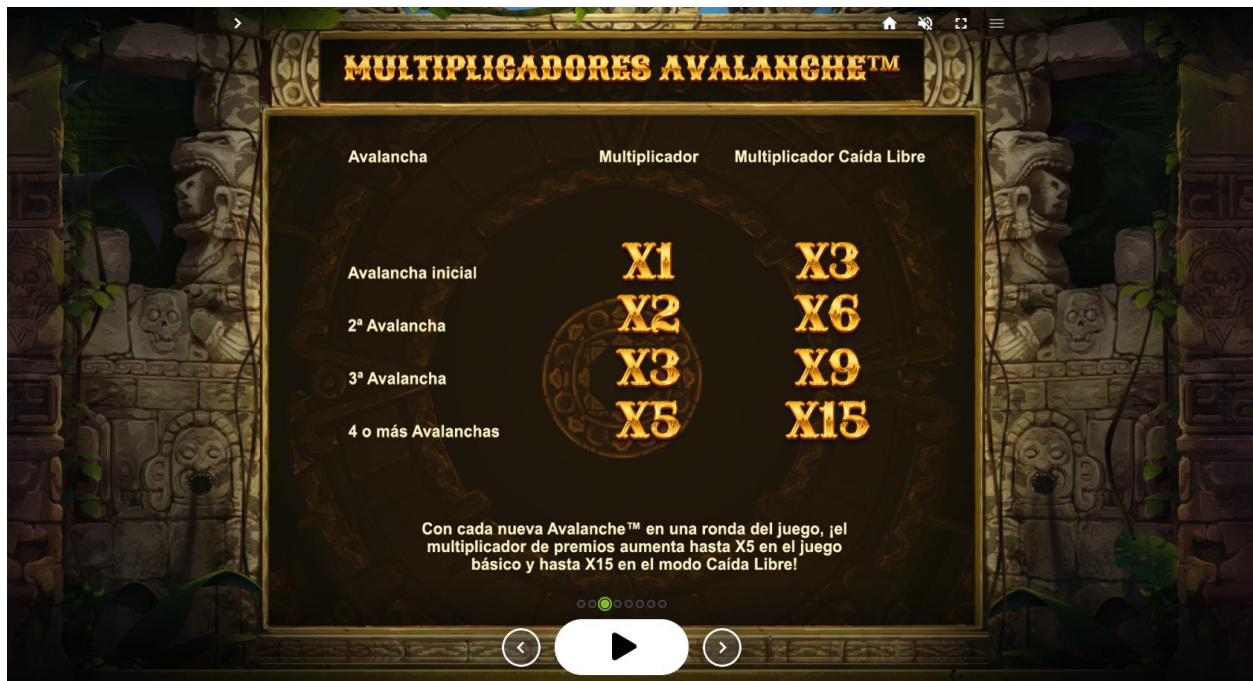 MULTIPLICADORES AVALANCHE™
Avalancha Multiplicador Multiplicador Caída Libre
Avalancha inicial X1 X3
2ª Avalancha X2 X6
3ª Avalancha X3 X9
4 o más Avalanchas X5 X15
Con cada nueva Avalanche™ en una ronda del juego, ¡el
multiplicador de premios aumenta hasta X5 en el juego
básico y hasta X15 en el modo Caída Libre!